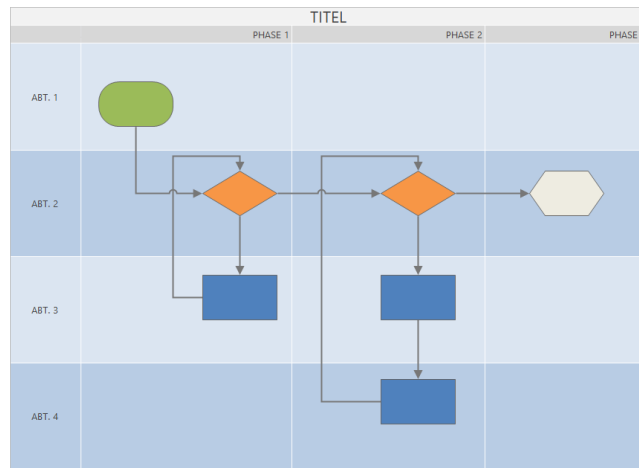 TITEL
PHASE 1
PHASE 2
PHASE
ABT. 1
ABT. 2
ABT. 3
ABT. 4